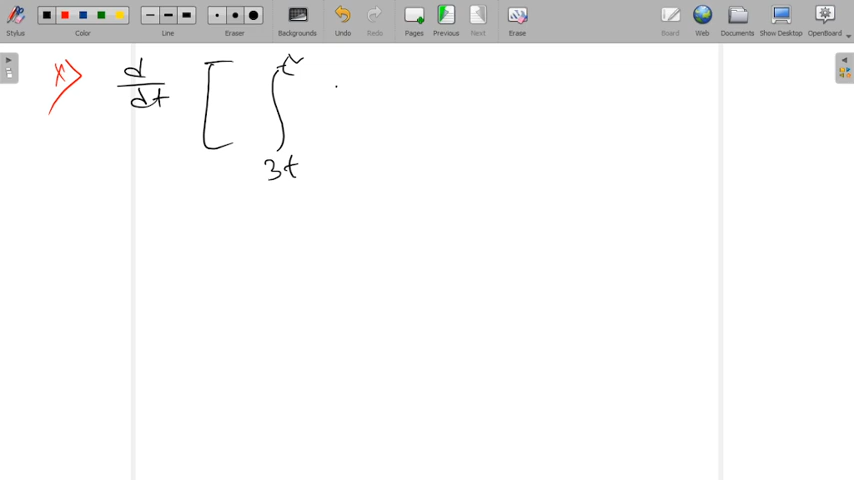 Stylus Color Line Eraser Backgrounds Undo Redo Pages Previous Next Erase Board Web Documents Show Desktop OpenBoard
d/dt [ ∫_{3t}^{t²}